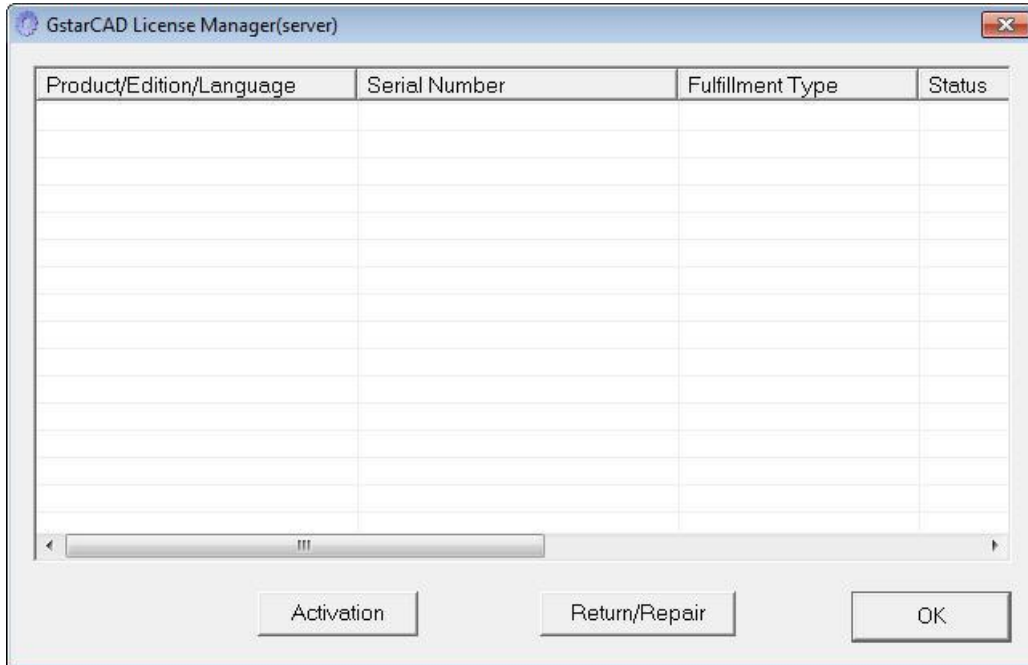 GstarCAD License Manager(server)
Product/Edition/Language Serial Number Fulfillment Type Status
Activation Return/Repair OK